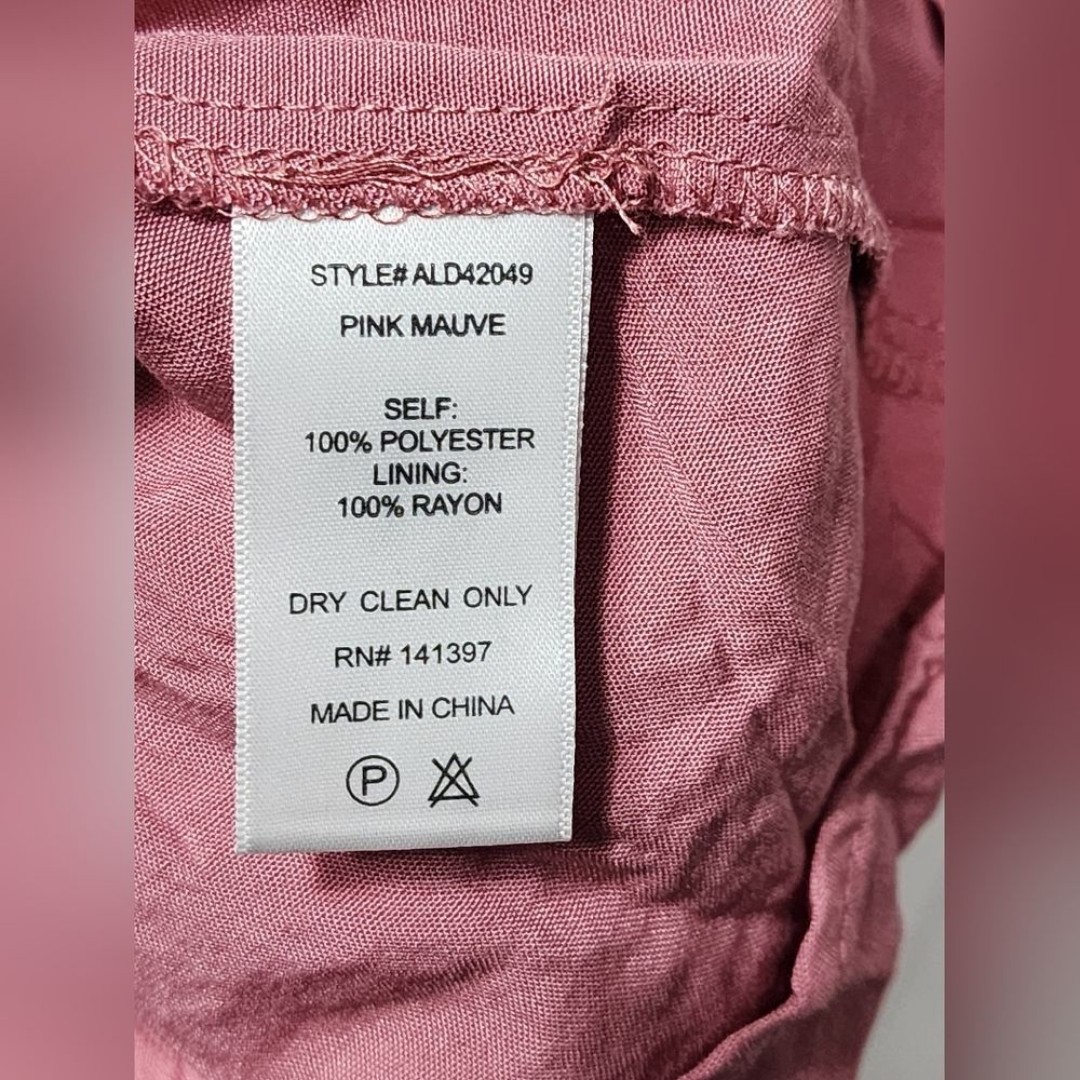 STYLE# ALD42049
PINK MAUVE
SELF:
100% POLYESTER
LINING:
100% RAYON
DRY CLEAN ONLY
RN# 141397
MADE IN CHINA
P